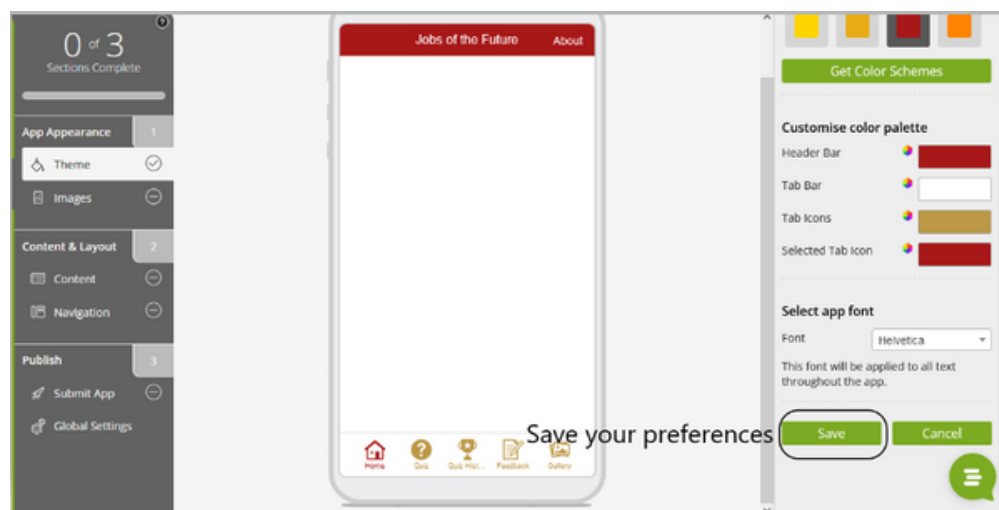 ?
0 of 3
Sections Complete
App Appearance 1
Theme
Images
Content & Layout 2
Content
Navigation
Publish 3
Submit App
Global Settings
Jobs of the Future About
Home Quiz Quiz Hist... Feedback Gallery
Save your preferences
Get Color Schemes
Customise color palette
Header Bar
Tab Bar
Tab Icons
Selected Tab Icon
Select app font
Font Helvetica
This font will be applied to all text
throughout the app.
Save Cancel